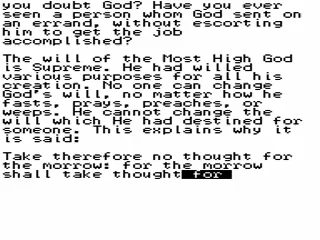 you doubt God? Have you ever
seen a person whom God sent on
an errand, without escorting
him to get the job
accomplished?
The will of the Most High God
is Supreme. He had willed
various purposes for all his
creation. No one can change
God's will, no matter how he
fasts, prays, preaches, or
weeps. He cannot change the
will which He had destined for
someone. This explains why it
is said:
Take therefore no thought for
the morrow: for the morrow
shall take thought for